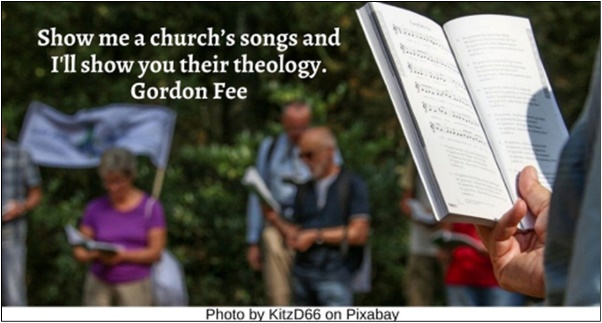 Show me a church’s songs and
I'll show you their theology.
Gordon Fee
Photo by KitzD66 on Pixabay